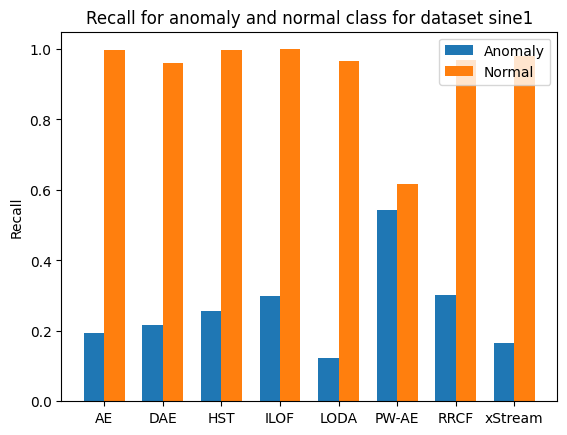 Recall for anomaly and normal class for dataset sine1
Anomaly
Normal
Recall
1.0
0.8
0.6
0.4
0.2
0.0
AE DAE HST ILOF LODA PW-AE RRCF xStream